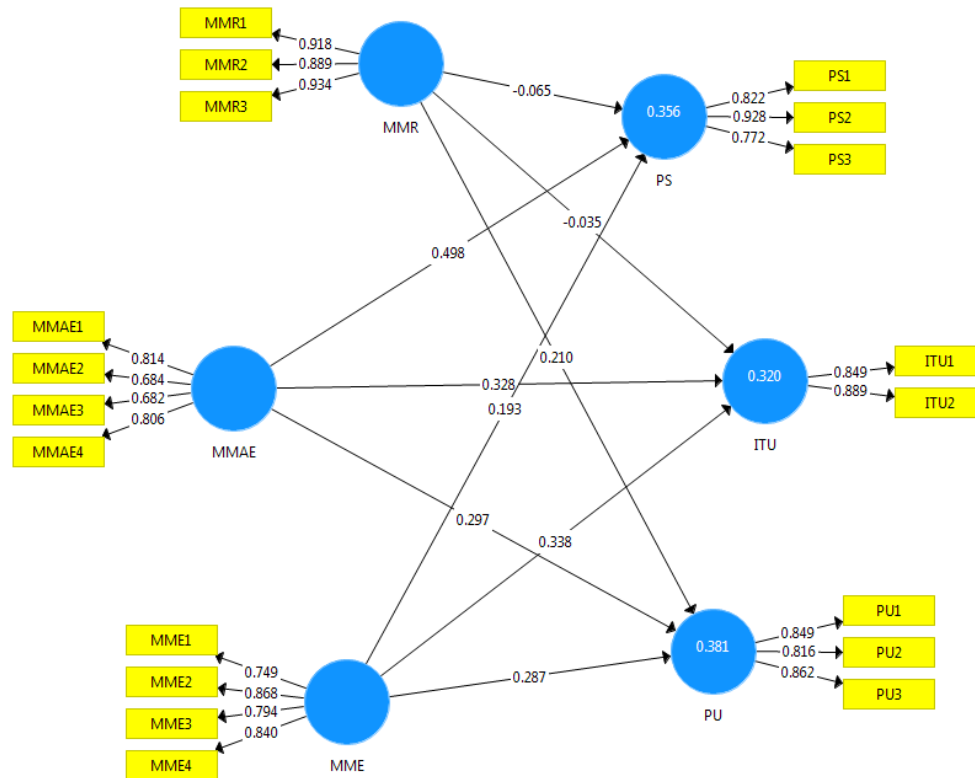 MMR1
MMR2
MMR3
0.918
0.889
0.934
MMR
-0.065
0.356
PS
0.822
0.928
0.772
PS1
PS2
PS3
-0.035
0.498
MMAE1
MMAE2
MMAE3
MMAE4
0.814
0.684
0.682
0.806
MMAE
0.210
0.328
0.193
0.320
ITU
0.849
0.889
ITU1
ITU2
0.297
0.338
MME1
MME2
MME3
MME4
0.749
0.868
0.794
0.840
MME
0.287
0.381
PU
0.849
0.816
0.862
PU1
PU2
PU3